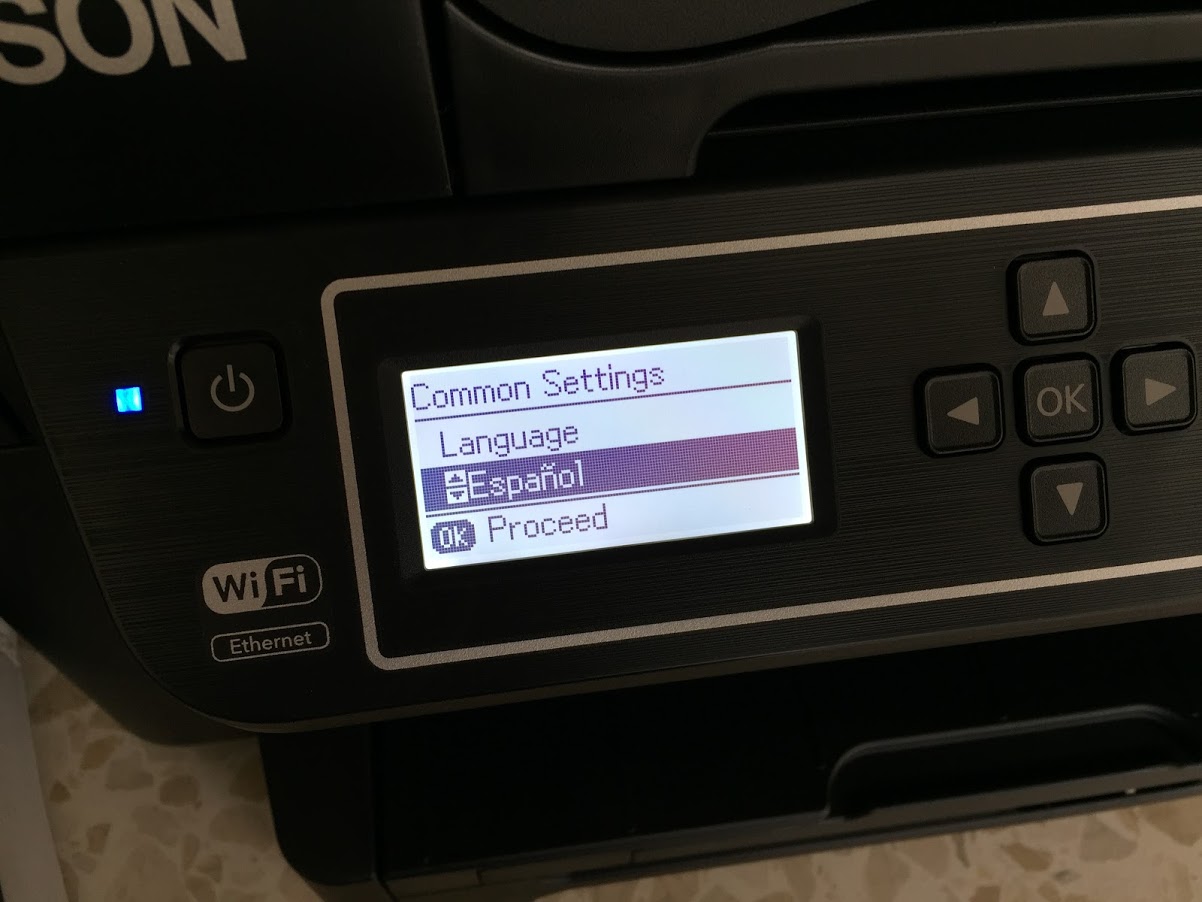 SON
Common Settings
Language
Español
OK Proceed
OK
WiFi
Ethernet